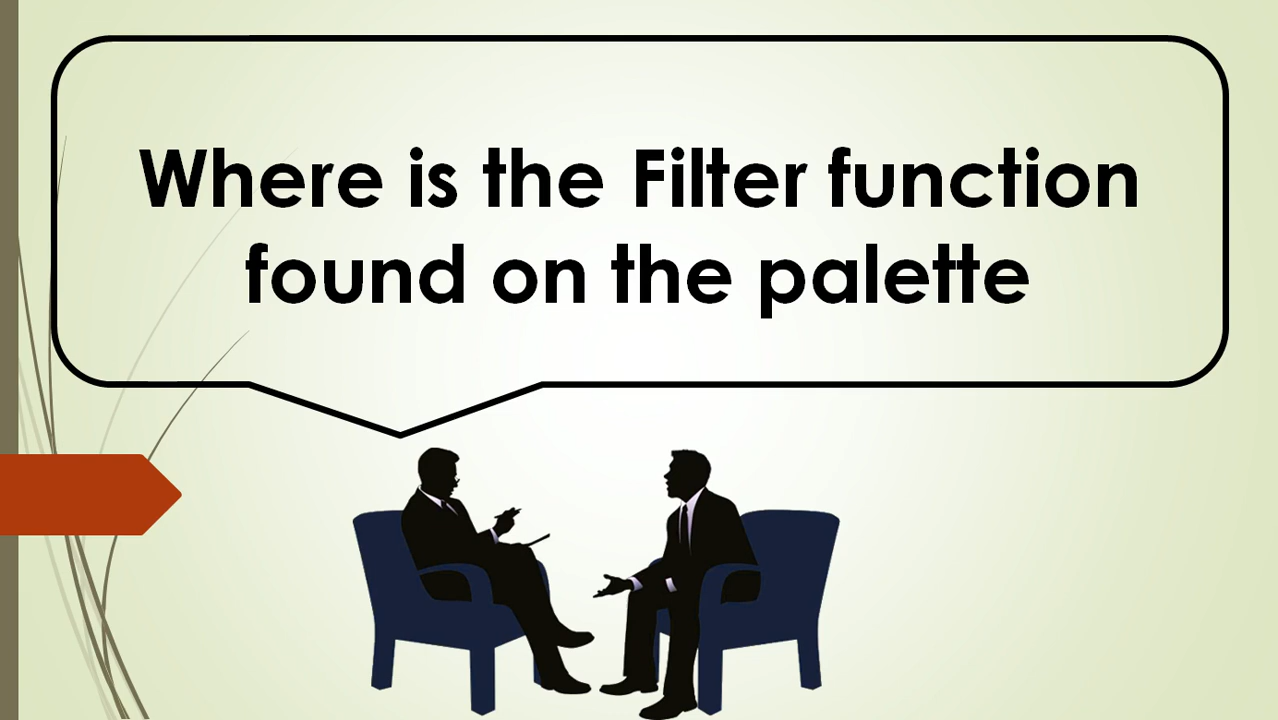 Where is the Filter function
found on the palette